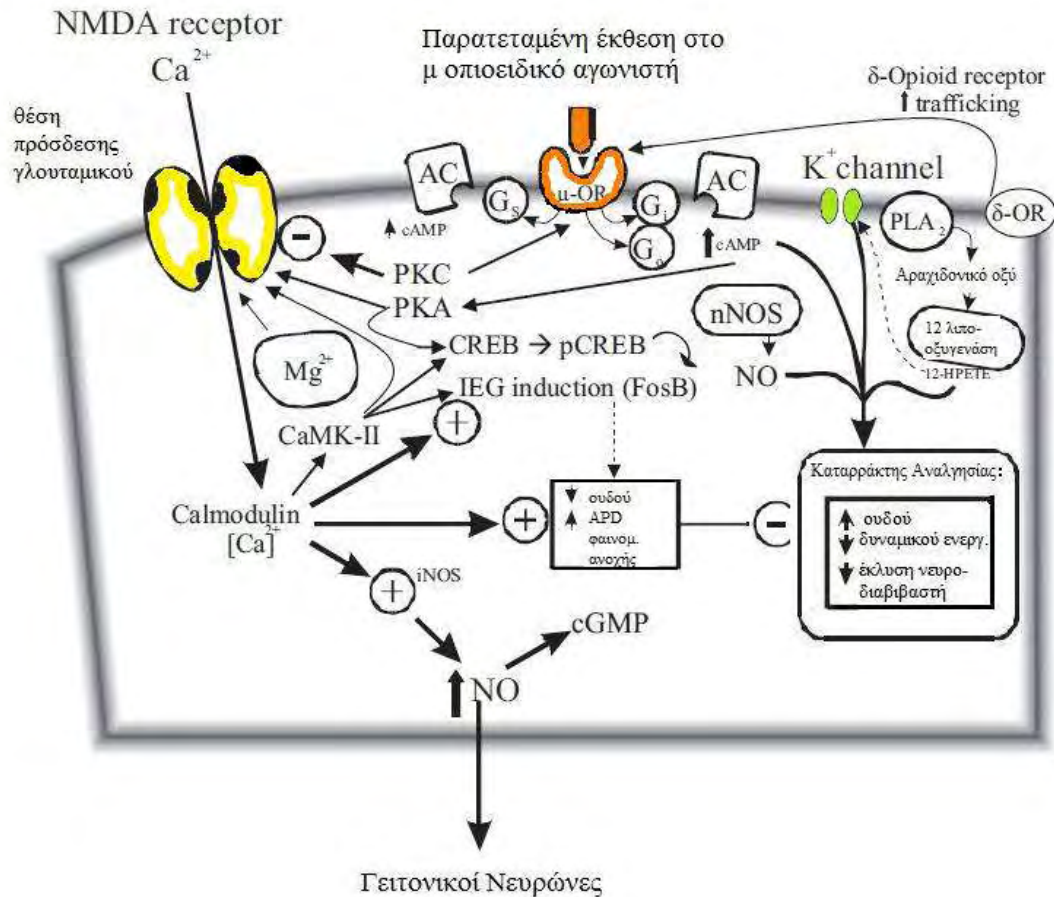 NMDA receptor
Ca2+
θέση
πρόσδεσης
γλουταμικού
Παρατεταμένη έκθεση στο
μ οπιοειδικό αγωνιστή
δ-Opioid receptor
trafficking
AC
cAMP
Gs
μ-OR
Gi
Go
AC
cAMP
K+ channel
PLA2
δ-OR
Αραχιδονικό οξύ
12 λιπο-
οξυγενάση
12-HPETE
−
PKC
PKA
Mg2+
CREB → pCREB
IEG induction (FosB)
nNOS
NO
CaMK-II
+
Calmodulin
[Ca]2+
+
ουδού
APD
φαινομ.
ανοχής
−
Καταρράκτης Αναλγησίας:
ουδού
δυναμικού ενεργ.
έκλυση νευρο-
διαβιβαστή
+
iNOS
NO
cGMP
Γειτονικοί Νευρώνες